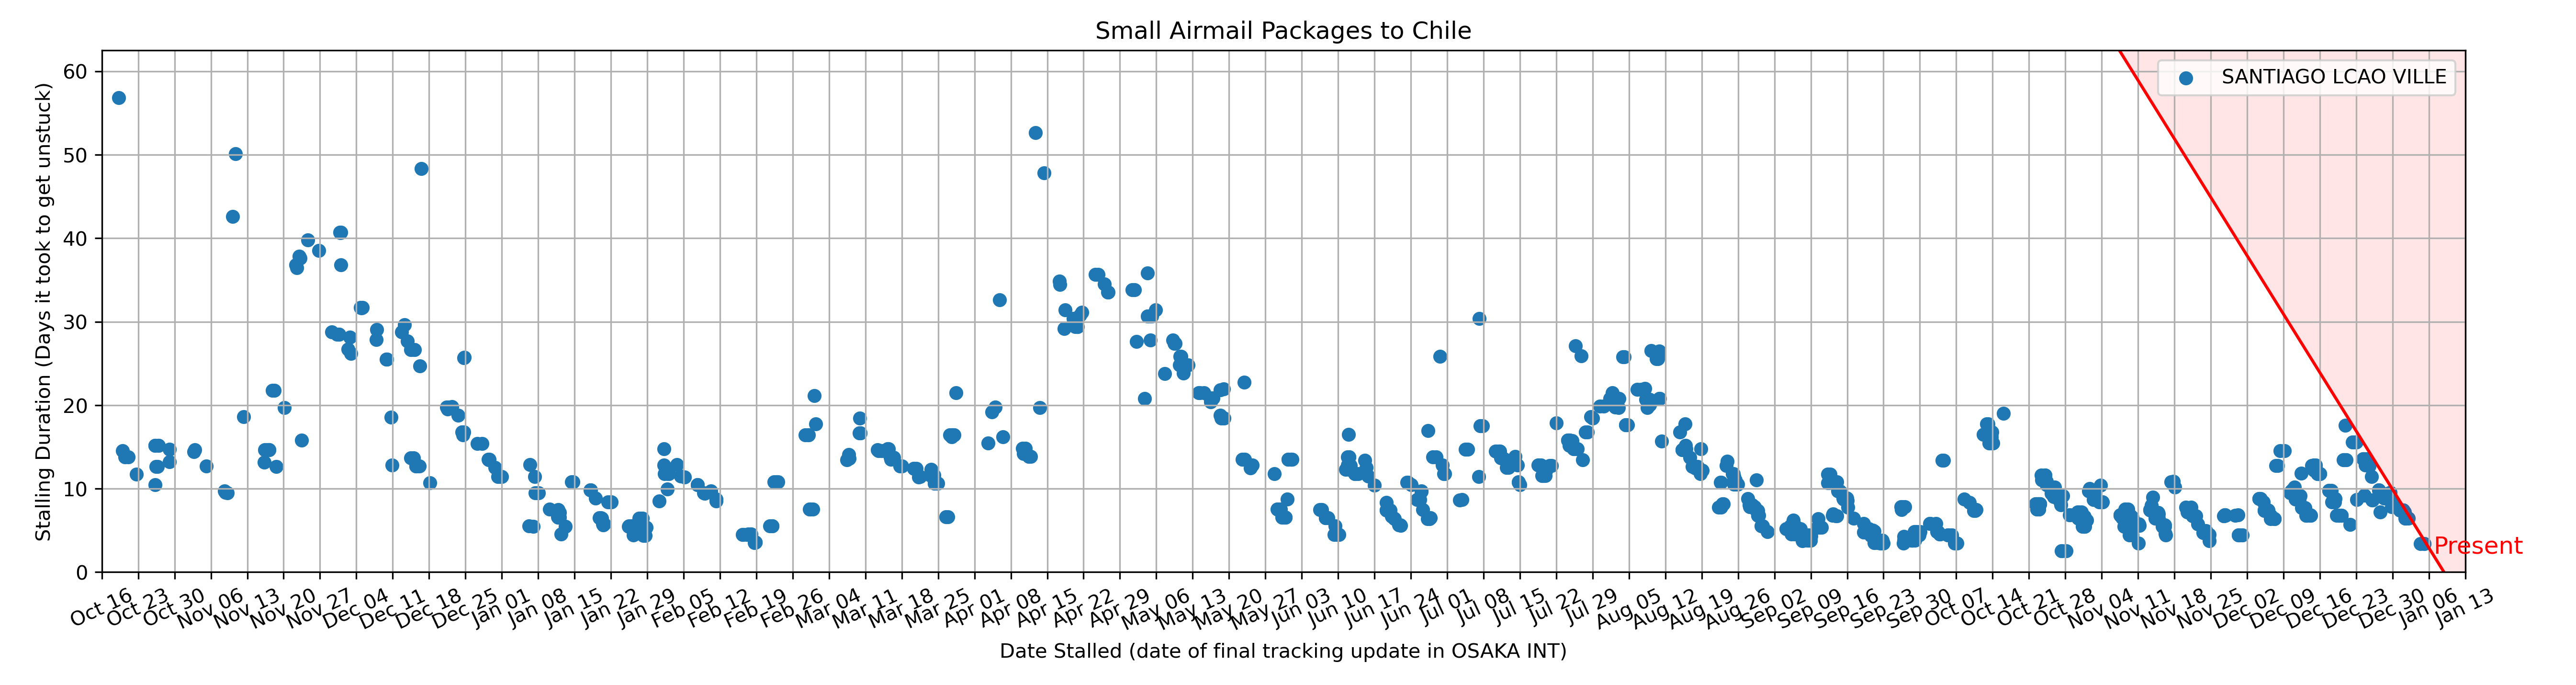 Small Airmail Packages to Chile
Stalling Duration (Days it took to get unstuck)
60
50
40
30
20
10
0
SANTIAGO LCAO VILLE
Present
Oct 16 Oct 23 Oct 30 Nov 06 Nov 13 Nov 20 Nov 27 Dec 04 Dec 11 Dec 18 Dec 25 Jan 01 Jan 08 Jan 15 Jan 22 Jan 29 Feb 05 Feb 12 Feb 19 Feb 26 Mar 04 Mar 11 Mar 18 Mar 25 Apr 01 Apr 08 Apr 15 Apr 22 Apr 29 May 06 May 13 May 20 May 27 Jun 03 Jun 10 Jun 17 Jun 24 Jul 01 Jul 08 Jul 15 Jul 22 Jul 29 Aug 05 Aug 12 Aug 19 Aug 26 Sep 02 Sep 09 Sep 16 Sep 23 Sep 30 Oct 07 Oct 14 Oct 21 Oct 28 Nov 04 Nov 11 Nov 18 Nov 25 Dec 02 Dec 09 Dec 16 Dec 23 Dec 30 Jan 06 Jan 13
Date Stalled (date of final tracking update in OSAKA INT)